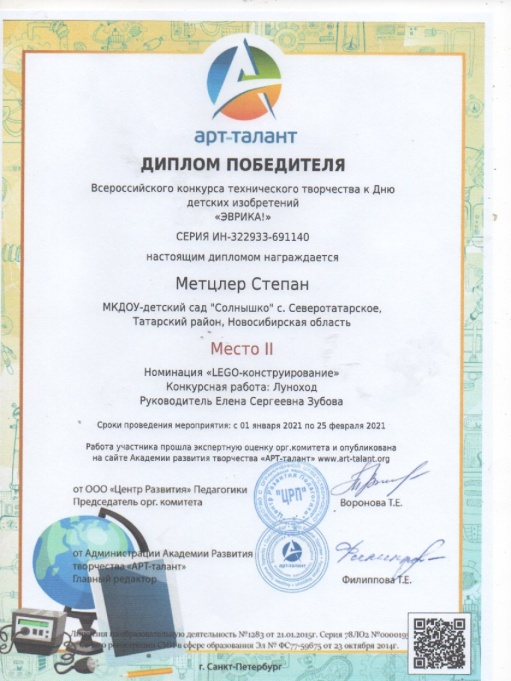 арт-талант
ДИПЛОМ ПОБЕДИТЕЛЯ
Всероссийского конкурса технического творчества к Дню
детских изобретений
«ЭВРИКА!»
СЕРИЯ ИН-322933-691140
настоящим дипломом награждается
Метцлер Степан
МКДОУ-детский сад "Солнышко" с. Северотатарское,
Татарский район, Новосибирская область
Место II
Номинация «LEGO-конструирование»
Конкурсная работа: Луноход
Руководитель Елена Сергеевна Зубова
Сроки проведения мероприятия: с 01 января 2021 по 25 февраля 2021
Работа участника прошла экспертную оценку орг.комитета и опубликована
на сайте Академии развития творчества «АРТ-талант» www.art-talant.org
от ООО «Центр Развития» Педагогики
Председатель орг. комитета
"ЦРП"
Воронова Т.Е.
от Администрации Академии Развития
творчества «АРТ-талант»
Главный редактор
арт-талант
Филиппова Т.Е.
образовательную деятельность №1283 от 21.01.2015г. Серия 78Л02
в сфере образования Эл № ФС77-59675 от 23 октября 2014г.
г. Санкт-Петербург